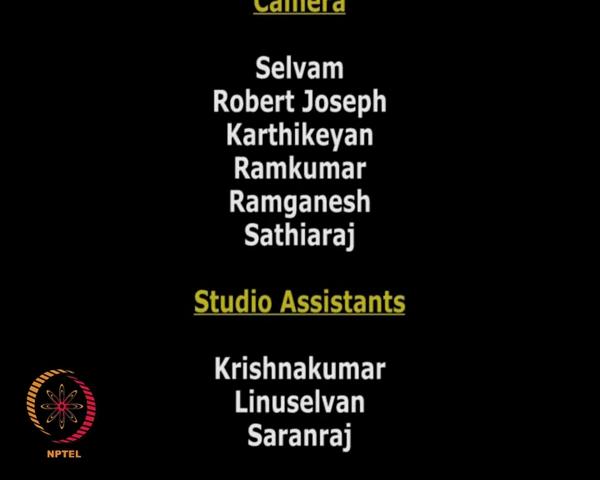 Camera
Selvam
Robert Joseph
Karthikeyan
Ramkumar
Ramganesh
Sathiaraj
Studio Assistants
Krishnakumar
Linuselvan
Saranraj
NPTEL